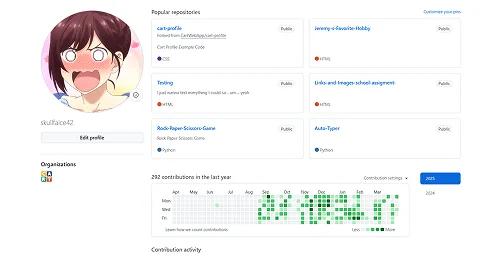 Popular repositories
Customize your pins
cart-profile
Public
Forked from CartWebApp/cart-profile
Cart Profile Example Code
CSS
Jeremy-s-Favorite-Hobby
Public
HTML
Testing
Public
I just wanna test everything I could so... um... yeah
HTML
Links-and-Images-school-assigment-
Public
HTML
Rock-Paper-Scissors-Game
Public
Rock Paper Scissors Game
Python
Auto-Typer
Public
Python
skullfaice42
Edit profile
Organizations
292 contributions in the last year
Contribution settings
2025
2024
Apr May Jun Jul Aug Sep Oct Nov Dec Jan Feb Mar
Mon
Wed
Fri
Learn how we count contributions
Less More
Contribution activity